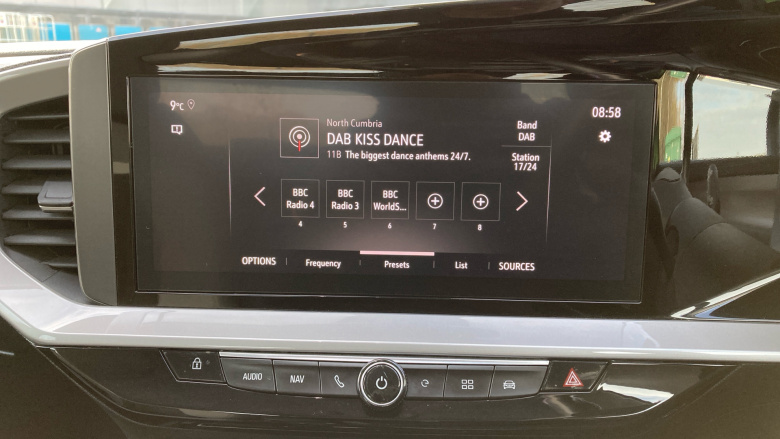 9°C
08:58
North Cumbria
DAB KISS DANCE
11B The biggest dance anthems 24/7.
Band
DAB
Station
17/24
BBC
Radio 4
BBC
Radio 3
BBC
WorldS...
4
5
6
7
8
OPTIONS
Frequency
Presets
List
SOURCES
AUDIO
NAV